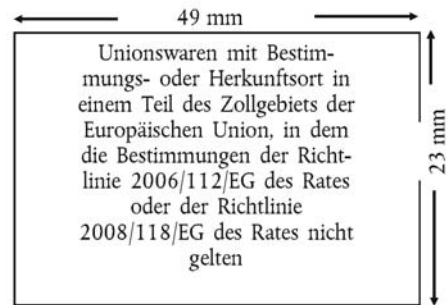 49 mm
Unionswaren mit Bestim-
mungs- oder Herkunftsort in
einem Teil des Zollgebiets der
Europäischen Union, in dem
die Bestimmungen der Richt-
linie 2006/112/EG des Rates
oder der Richtlinie
2008/118/EG des Rates nicht
gelten
23 mm